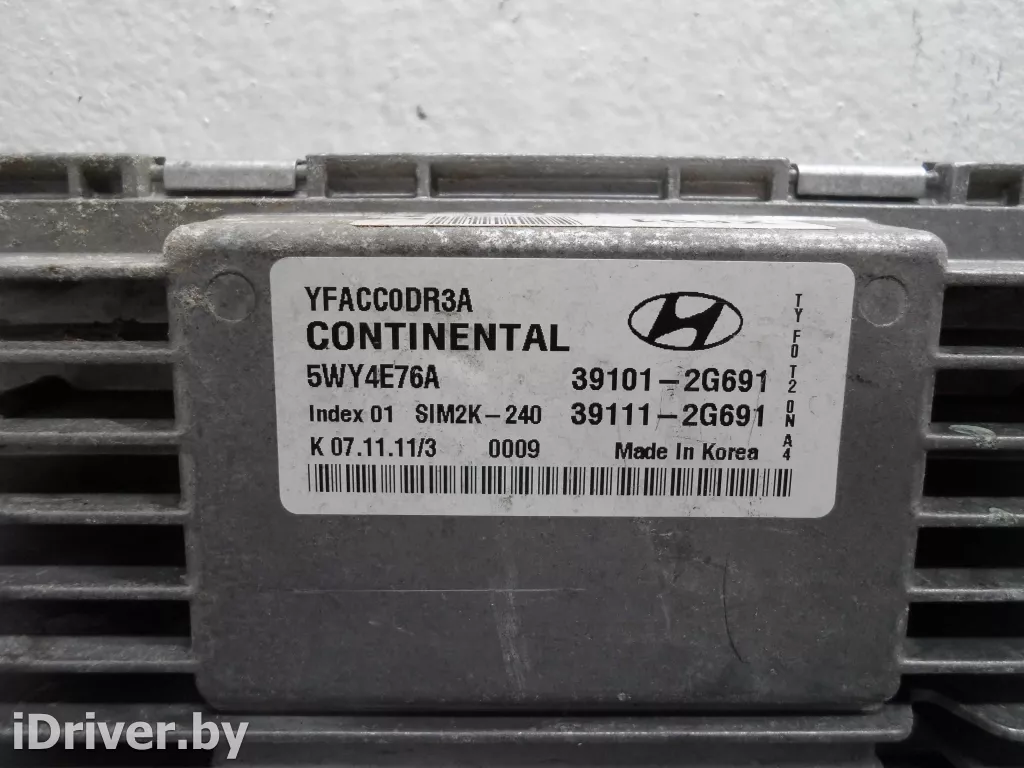 YFACC0DR3A
CONTINENTAL
5WY4E76A 39101-2G691
Index 01 SIM2K-240 39111-2G691
K 07.11.11/3 0009 Made In Korea
TY F0 T2 0N A4
iDriver.by